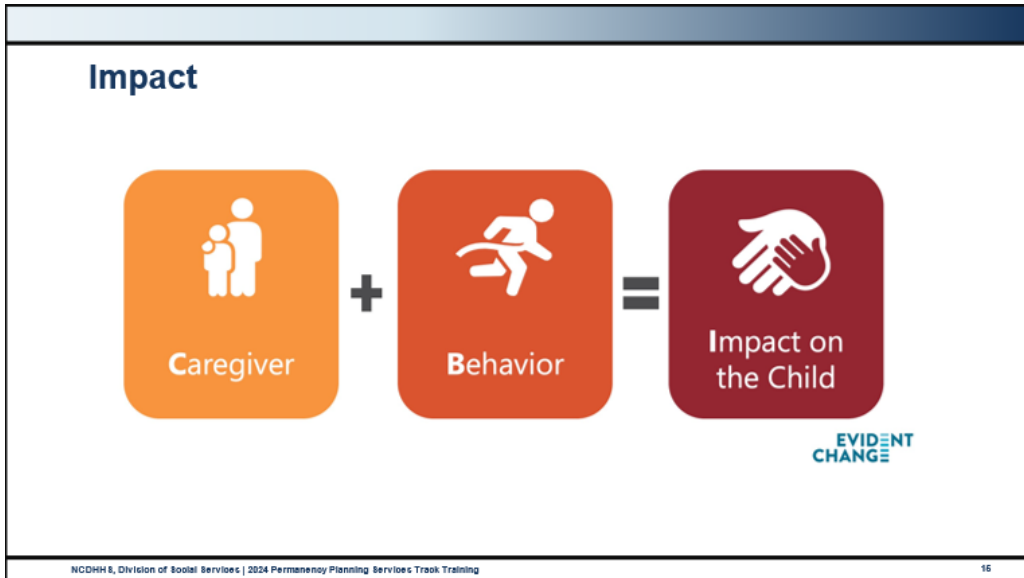 Impact
Caregiver
+
Behavior
=
Impact on
the Child
EVIDENT
CHANGE
NCDHHS, Division of Social Services | 2024 Permanency Planning Services Track Training
15